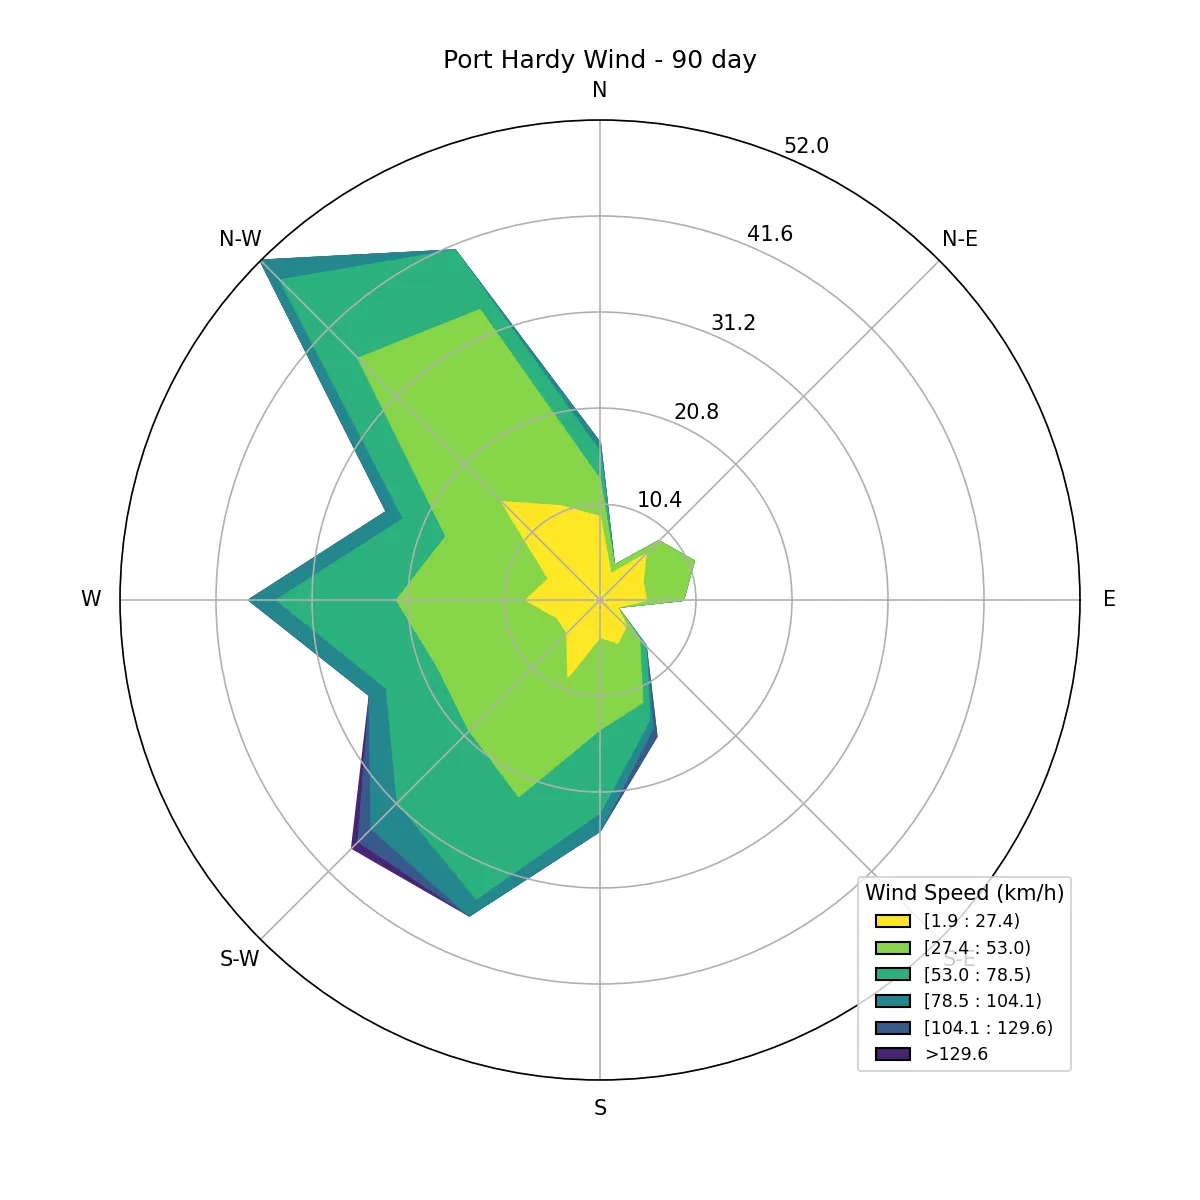 Port Hardy Wind - 90 day
N
52.0
41.6
N-W
N-E
31.2
20.8
10.4
W
E
S-W
S-E
S
Wind Speed (km/h)
[1.9 : 27.4)
[27.4 : 53.0)
[53.0 : 78.5)
[78.5 : 104.1)
[104.1 : 129.6)
>129.6